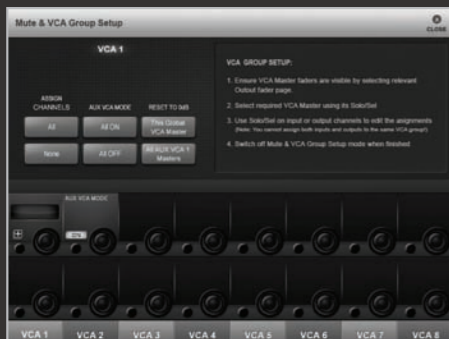 Mute & VCA Group Setup
CLOSE
VCA 1
ASSIGN
CHANNELS
AUX VCA MODE
RESET TO 0dB
All
All ON
This Global
VCA Master
None
All OFF
All AUX VCA 1
Masters
VCA GROUP SETUP:
1. Ensure VCA Master faders are visible by selecting relevant
Output fader page.
2. Select required VCA Master using its Solo/Sel
3. Use Solo/Sel on input or output channels to edit the assignments
(Note: You cannot assign both inputs and outputs to the same VCA group!)
4. Switch off Mute & VCA Group Setup mode when finished
AUX VCA MODE
ON
VCA 1
VCA 2
VCA 3
VCA 4
VCA 5
VCA 6
VCA 7
VCA 8